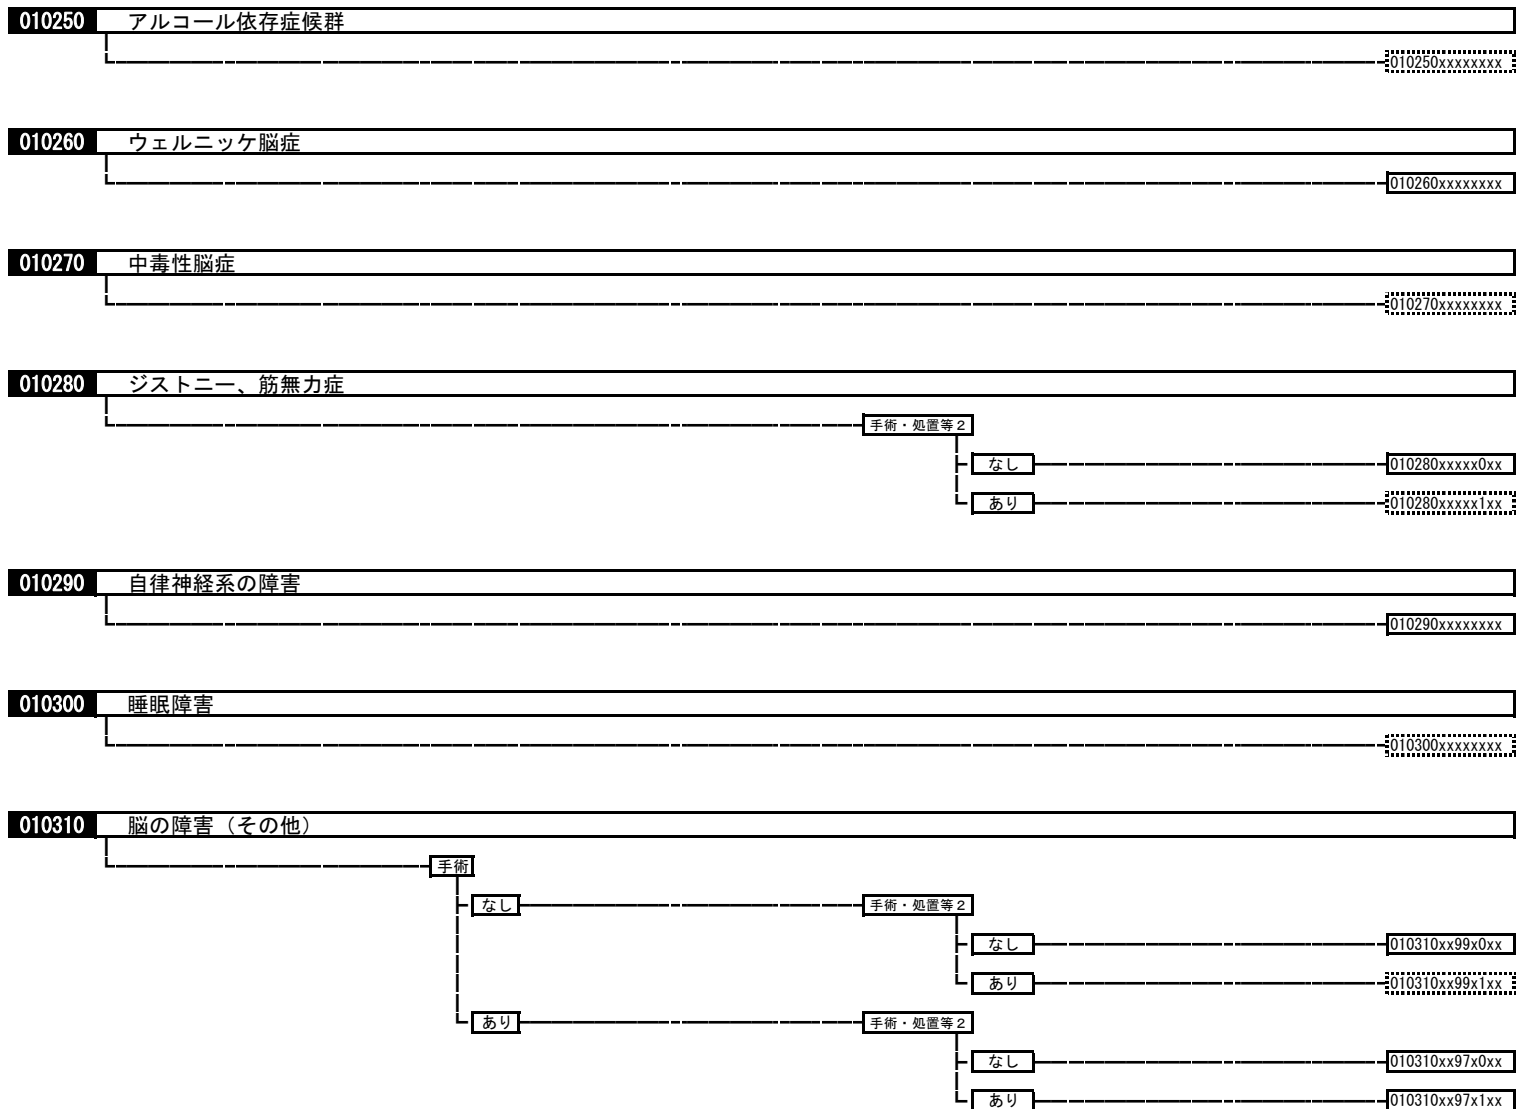 010250 アルコール依存症候群
010250xxxxxxxx
010260 ウェルニッケ脳症
010260xxxxxxxx
010270 中毒性脳症
010270xxxxxxxx
010280 ジストニー、筋無力症
手術・処置等２
なし 010280xxxxx0xx
あり 010280xxxxx1xx
010290 自律神経系の障害
010290xxxxxxxx
010300 睡眠障害
010300xxxxxxxx
010310 脳の障害（その他）
手術
なし 手術・処置等２
なし 010310xx99x0xx
あり 010310xx99x1xx
あり 手術・処置等２
なし 010310xx97x0xx
あり 010310xx97x1xx